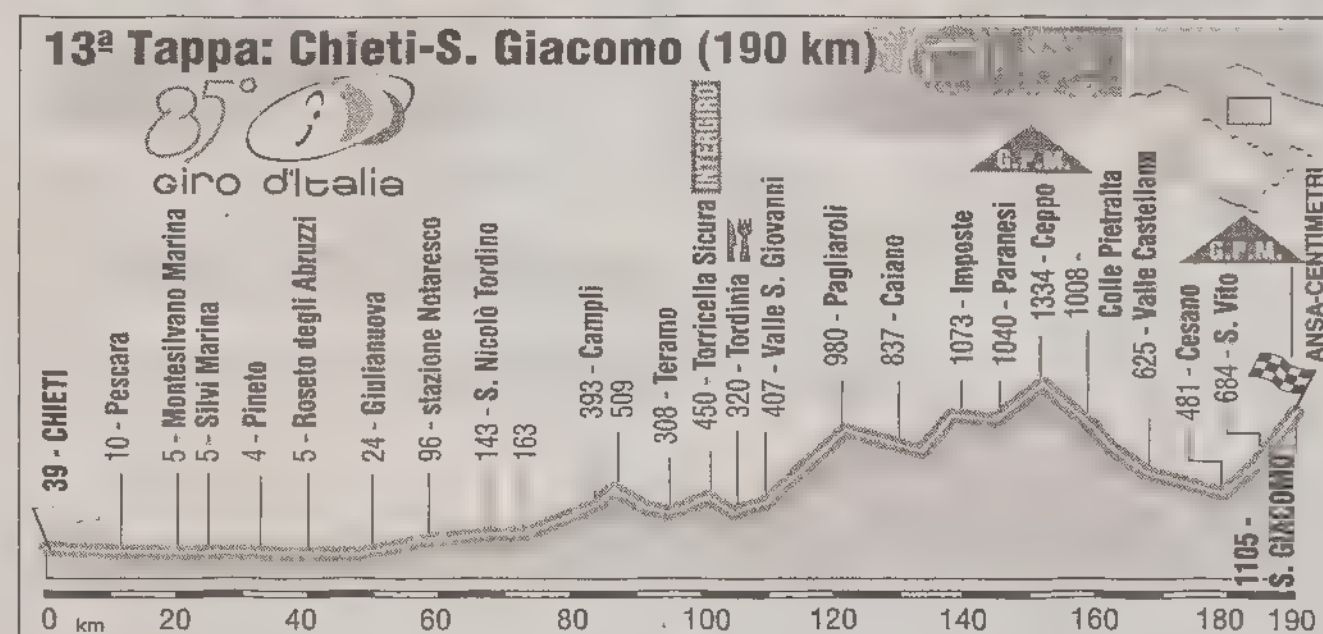 13ª Tappa: Chieti-S. Giacomo (190 km)
85°
Giro d'Italia
39 - CHIETI
10 - Pescara
5 - Montesilvano Marina
5 - Silvi Marina
4 - Pineto
5 - Roseto degli Abruzzi
24 - Giulianuova
96 - stazione Notaresco
143 - S. Nicolò Tordino
163
393 - Campli
509
308 - Teramo
450 - Torricella Sicura
INTERGIRO
320 - Tordinia
407 - Valle S. Giovanni
980 - Pagliaroli
837 - Caiano
1073 - Imposte
1040 - Paranesi
G.P.M.
1334 - Ceppo
1008 -
Colle Pietralta
625 - Valle Castellana
481 - Cesano
684 - S. Vito
G.P.M.
1105 -
S. GIACOMO
ANSA-CENTIMETRI
0 km 20 40 60 80 100 120 140 160 180 190